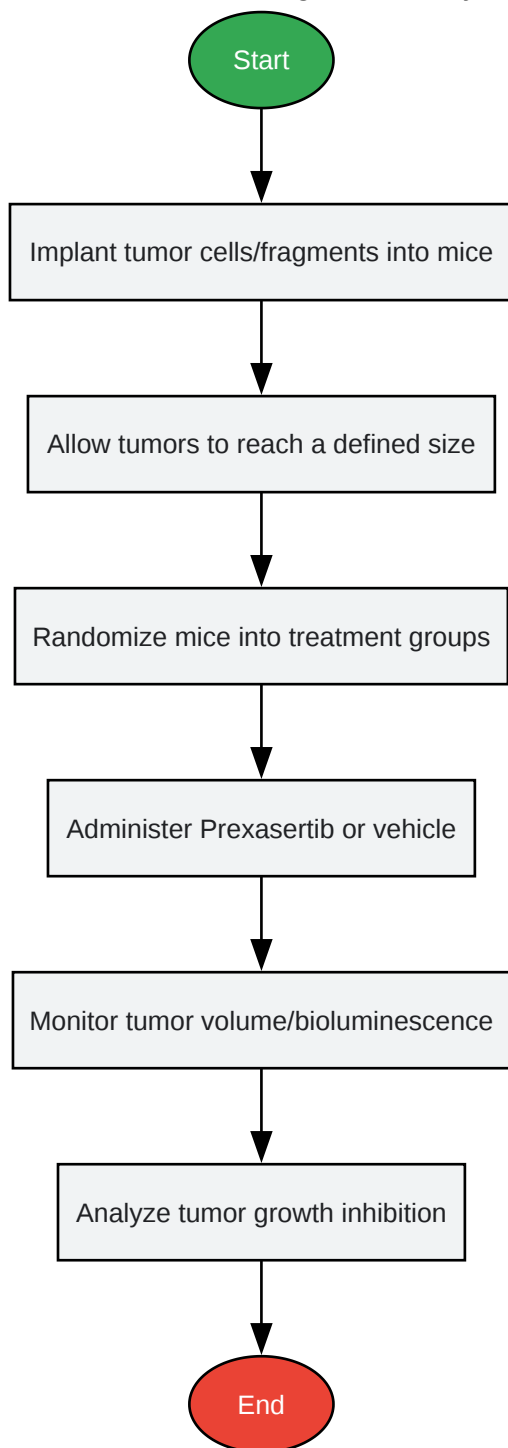 Start
Implant tumor cells/fragments into mice
Allow tumors to reach a defined size
Randomize mice into treatment groups
Administer Prexasertib or vehicle
Monitor tumor volume/bioluminescence
Analyze tumor growth inhibition
End